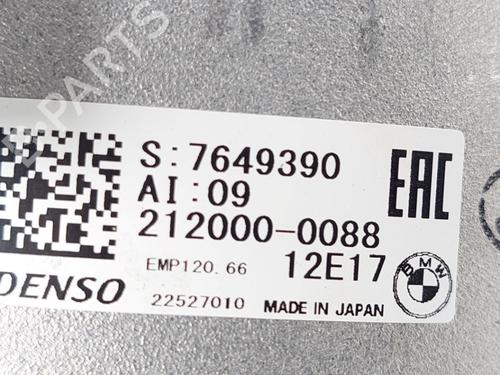 S:7649390
AI:09
212000-0088
EMP120.66 12E17
DENSO
22527010 MADE IN JAPAN
EAC
BMW